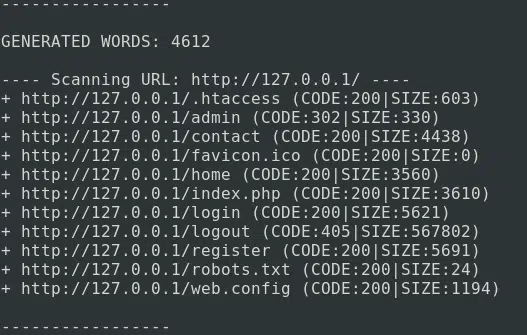 -----------------
GENERATED WORDS: 4612
---- Scanning URL: http://127.0.0.1/ ----
+ http://127.0.0.1/.htaccess (CODE:200|SIZE:603)
+ http://127.0.0.1/admin (CODE:302|SIZE:330)
+ http://127.0.0.1/contact (CODE:200|SIZE:4438)
+ http://127.0.0.1/favicon.ico (CODE:200|SIZE:0)
+ http://127.0.0.1/home (CODE:200|SIZE:3560)
+ http://127.0.0.1/index.php (CODE:200|SIZE:3610)
+ http://127.0.0.1/login (CODE:200|SIZE:5621)
+ http://127.0.0.1/logout (CODE:405|SIZE:567802)
+ http://127.0.0.1/register (CODE:200|SIZE:5691)
+ http://127.0.0.1/robots.txt (CODE:200|SIZE:24)
+ http://127.0.0.1/web.config (CODE:200|SIZE:1194)
-----------------